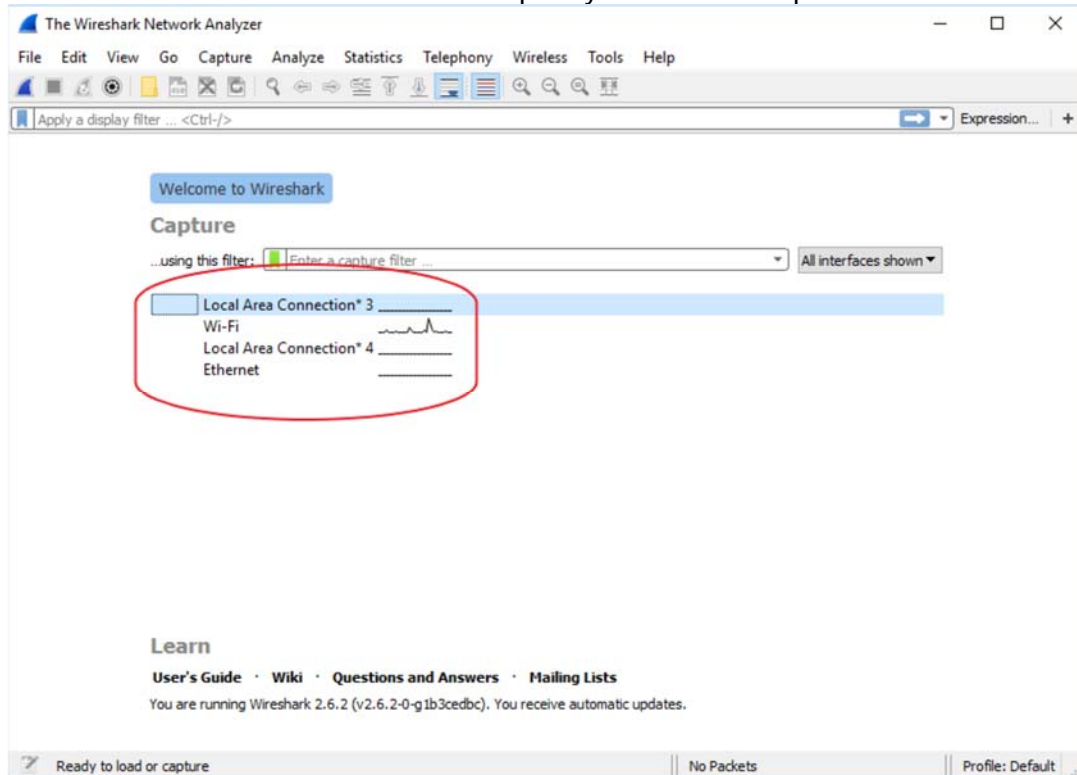 The Wireshark Network Analyzer
File Edit View Go Capture Analyze Statistics Telephony Wireless Tools Help
Apply a display filter ... <Ctrl-/> Expression... +
Welcome to Wireshark
Capture
...using this filter: Enter a capture filter ... All interfaces shown
Local Area Connection* 3
Wi-Fi
Local Area Connection* 4
Ethernet
Learn
User's Guide · Wiki · Questions and Answers · Mailing Lists
You are running Wireshark 2.6.2 (v2.6.2-0-g1b3cedbc). You receive automatic updates.
Ready to load or capture No Packets Profile: Default